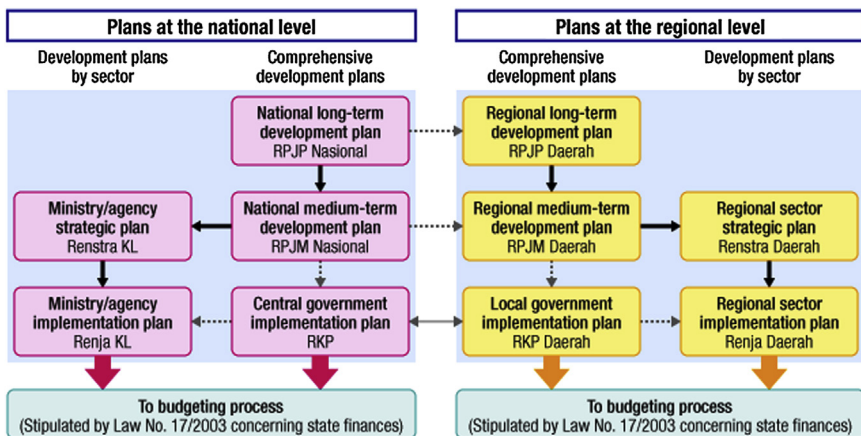 Plans at the national level
Development plans
by sector
Comprehensive
development plans
National long-term
development plan
RPJP Nasional
Ministry/agency
strategic plan
Renstra KL
National medium-term
development plan
RPJM Nasional
Ministry/agency
implementation plan
Renja KL
Central government
implementation plan
RKP
To budgeting process
(Stipulated by Law No. 17/2003 concerning state finances)
Plans at the regional level
Comprehensive
development plans
Development plans
by sector
Regional long-term
development plan
RPJP Daerah
Regional medium-term
development plan
RPJM Daerah
Regional sector
strategic plan
Renstra Daerah
Local government
implementation plan
RKP Daerah
Regional sector
implementation plan
Renja Daerah
To budgeting process
(Stipulated by Law No. 17/2003 concerning state finances)